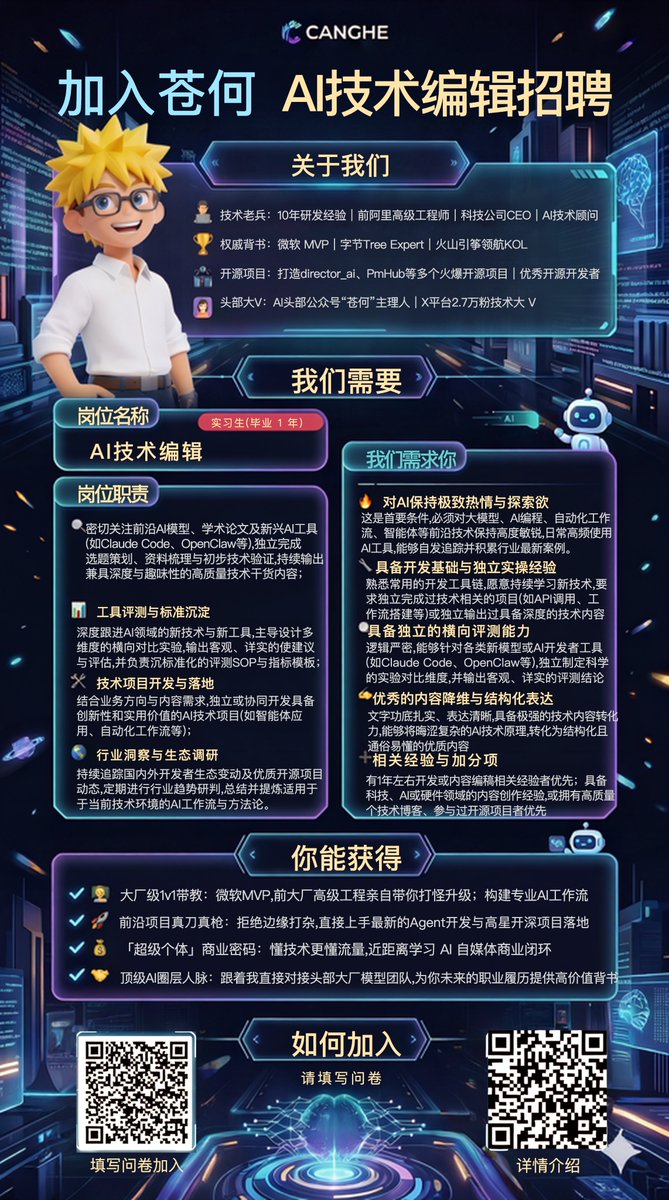 CANGHE
加入苍何 AI技术编辑招聘
关于我们
技术老兵：10年研发经验｜前阿里高级工程师｜科技公司CEO｜AI技术顾问
权威背书：微软 MVP｜字节Tree Expert｜火山引擎领航KOL
开源项目：打造director_ai、PmHub等多个火爆开源项目｜优秀开源开发者
头部大V：AI头部公众号“苍何”主理人｜X平台2.7万粉技术大 V
我们需要
岗位名称
实习生(毕业 1 年)
AI技术编辑
岗位职责
密切关注前沿AI模型、学术论文及新兴AI工具
(如Claude Code、OpenClaw等),独立完成
选题策划、资料梳理与初步技术验证,持续输出
兼具深度与趣味性的高质量技术干货内容；
工具评测与标准沉淀
深度跟进AI领域的新技术与新工具,主导设计多
维度的横向对比实验,输出客观、详实的使建议
与评估,并负责沉标准化的评测SOP与指标模板；
技术项目开发与落地
结合业务方向与内容需求,独立或协同开发具备
创新性和实用价值的AI技术项目(如智能体应
用、自动化工作流等)；
行业洞察与生态调研
持续追踪国内外开发者生态变动及优质开源项目
动态,定期进行行业趋势研判,总结并提炼适用于
于当前技术环境的AI工作流与方法论。
AI
我们需求你
对AI保持极致热情与探索欲
这是首要条件,必须对大模型、AI编程、自动化工作
流、智能体等前沿技术保持高度敏锐,日常高频使用
AI工具,能够自发追踪并积累行业最新案例。
具备开发基础与独立实操经验
熟悉常用的开发工具链,愿意持续学习新技术,要
求独立完成过技术相关的项目(如API调用、工
作流搭建等)或独立输出过具备深度的技术内容
具备独立的横向评测能力
逻辑严密,能够针对各类新模型或AI开发者工具
(如Claude Code、OpenClaw等),独立制定科学
的实验对比维度,并输出客观、详实的评测结论
优秀的内容降维与结构化表达
文字功底扎实、表达清晰,具备极强的技术内容转化
力,能够将晦涩复杂的AI技术原理,转化为结构化且
通俗易懂的优质内容
相关经验与加分项
有1年左右开发或内容编稿相关经验者优先；具备
科技、AI或硬件领域的内容创作经验,或拥有高质量
个技术博客、参与过开源项目者优先
你能获得
大厂级1v1带教：微软MVP,前大厂高级工程亲自带你打怪升级；构建专业AI工作流
前沿项目真刀真枪：拒绝边缘打杂,直接上手最新的Agent开发与高星开深项目落地
「超级个体」商业密码：懂技术更懂流量,近距离学习 AI 自媒体商业闭环
顶级AI圈层人脉：跟着我直接对接头部大厂模型团队,为你未来的职业履历提供高价值背书
如何加入
请填写问卷
填写问卷加入
详情介绍